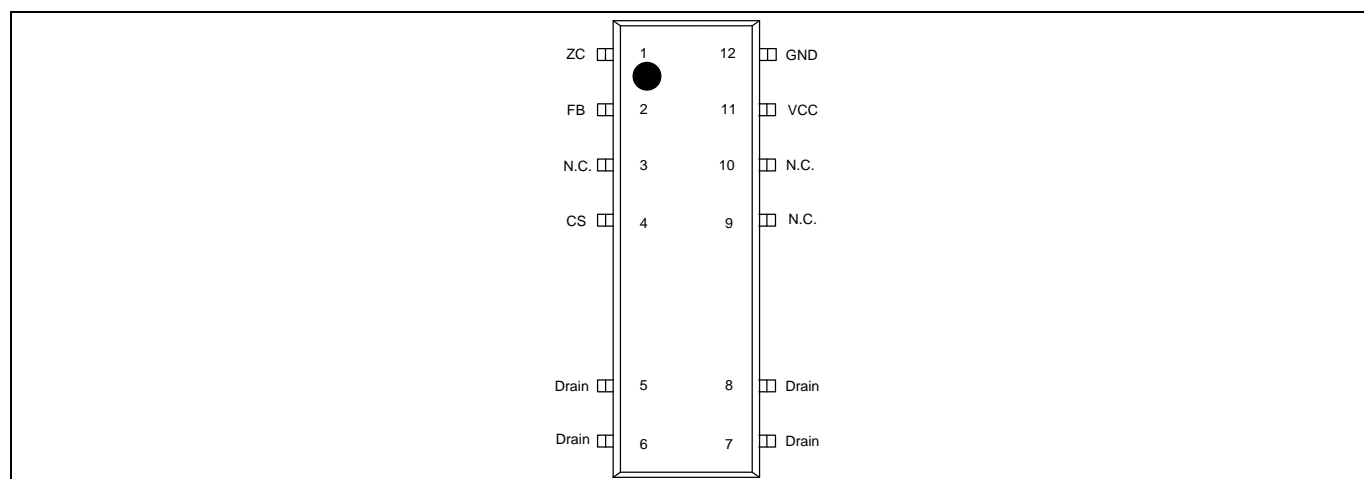 ZC 1 12 GND
FB 2 11 VCC
N.C. 3 10 N.C.
CS 4 9 N.C.
Drain 5 8 Drain
Drain 6 7 Drain